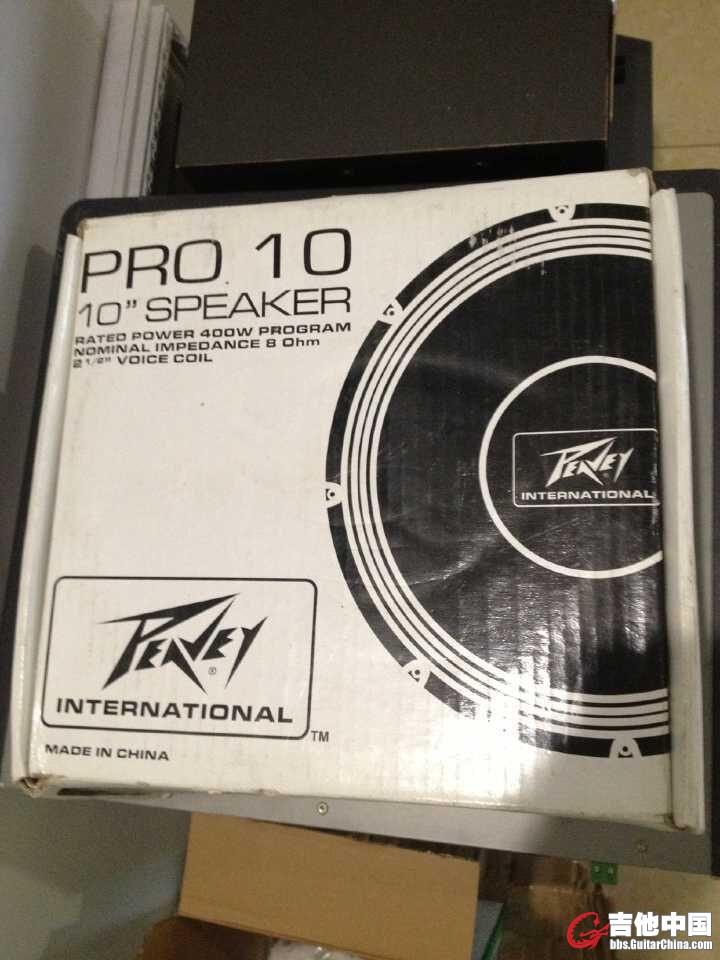 PRO 10
10" SPEAKER
RATED POWER 400W PROGRAM
NOMINAL IMPEDANCE 8 Ohm
2 1/2" VOICE COIL
PEAVEY
INTERNATIONAL
PEAVEY®
INTERNATIONAL
TM
MADE IN CHINA
吉他中国
bbs.GuitarChina.com